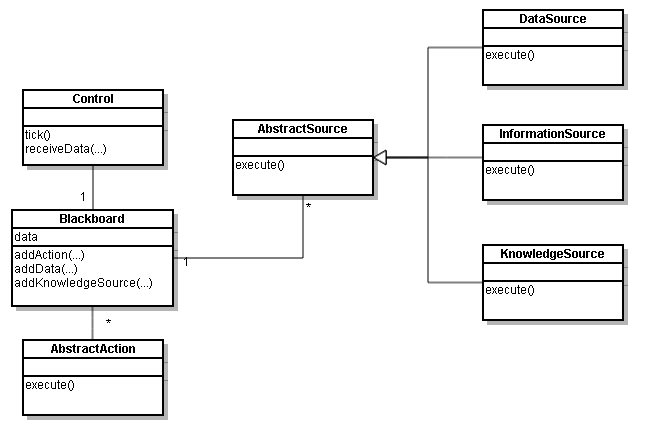 DataSource
execute()
Control
tick()
receiveData(...)
AbstractSource
execute()
InformationSource
execute()
1
*
Blackboard
data
addAction(...)
addData(...)
addKnowledgeSource(...)
1
KnowledgeSource
execute()
*
AbstractAction
execute()